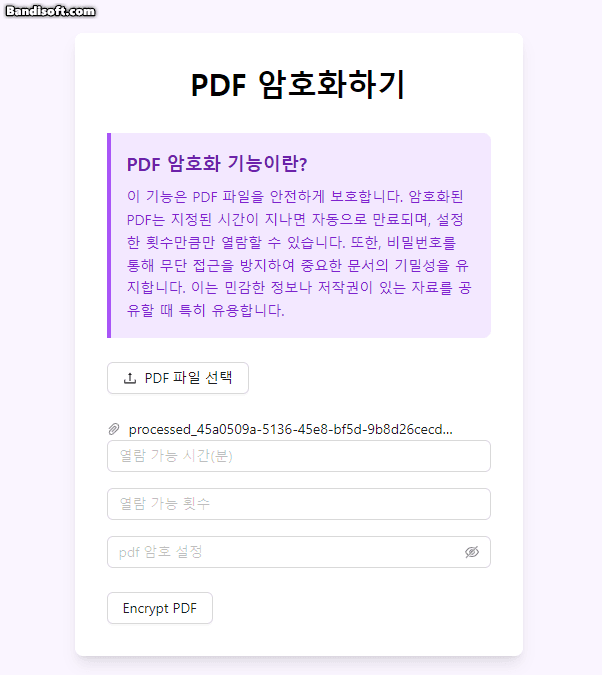 Bandisoft.com
PDF 암호화하기
PDF 암호화 기능이란?
이 기능은 PDF 파일을 안전하게 보호합니다. 암호화된
PDF는 지정된 시간이 지나면 자동으로 만료되며, 설정
한 횟수만큼만 열람할 수 있습니다. 또한, 비밀번호를
통해 무단 접근을 방지하여 중요한 문서의 기밀성을 유
지합니다. 이는 민감한 정보나 저작권이 있는 자료를 공
유할 때 특히 유용합니다.
PDF 파일 선택
processed_45a0509a-5136-45e8-bf5d-9b8d26cecd...
열람 가능 시간(분)
열람 가능 횟수
pdf 암호 설정
Encrypt PDF